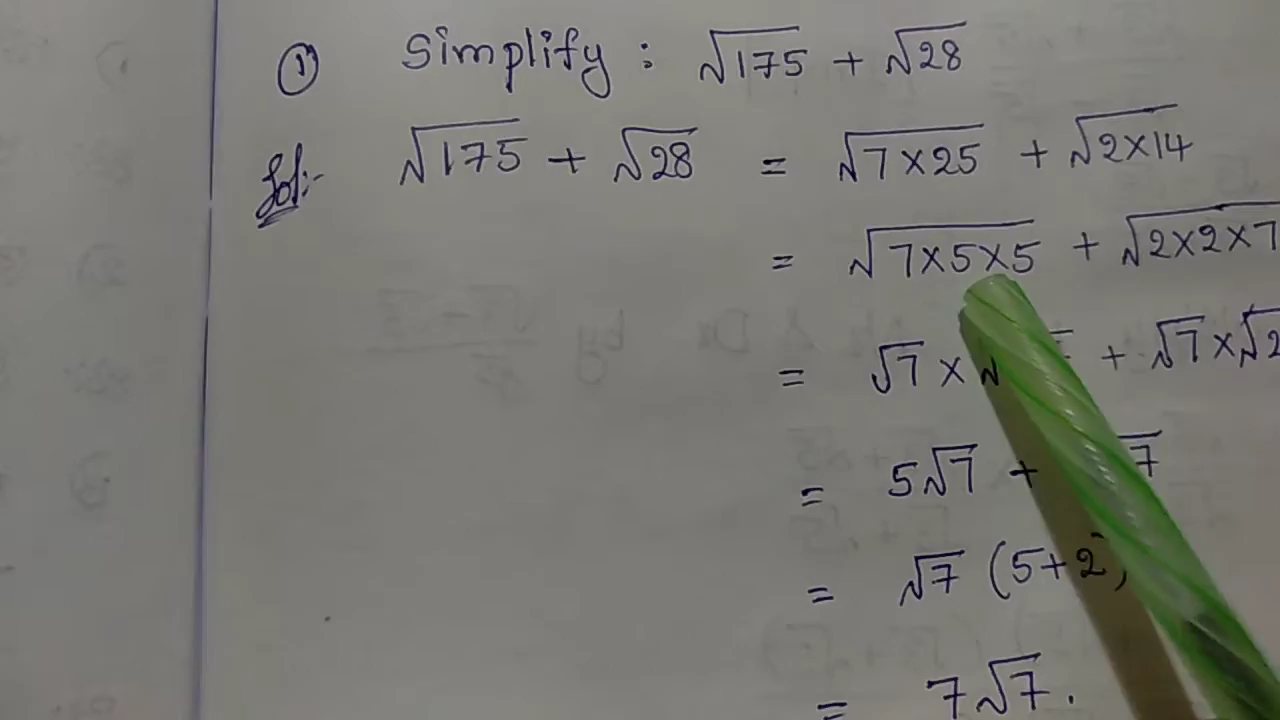 ① Simplify : √175 + √28
Sol:- √175 + √28 = √7×25 + √2×14
= √7×5×5 + √2×2×7
= √7 × √ + √7×√2
= 5√7 + √7
= √7 (5+2)
= 7√7.